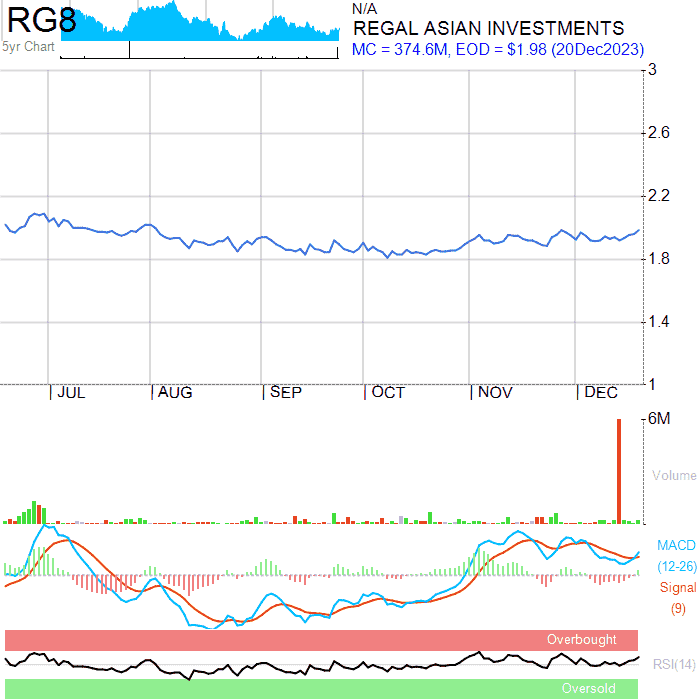 RG8
5yr Chart
N/A
REGAL ASIAN INVESTMENTS
MC = 374.6M, EOD = $1.98 (20Dec2023)
3
2.6
2.2
1.8
1.4
1
JUL AUG SEP OCT NOV DEC
6M
Volume
MACD
(12-26)
Signal
(9)
Overbought
RSI(14)
Oversold